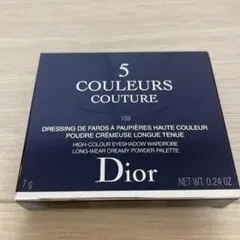 5
COULEURS
COUTURE
159
DRESSING DE FARDS À PAUPIÈRES HAUTE COULEUR
POUDRE CRÉMEUSE LONGUE TENUE
HIGH-COLOUR EYESHADOW WARDROBE
LONG-WEAR CREAMY POWDER PALETTE
7 g
Dior
NET WT. 0.24 OZ